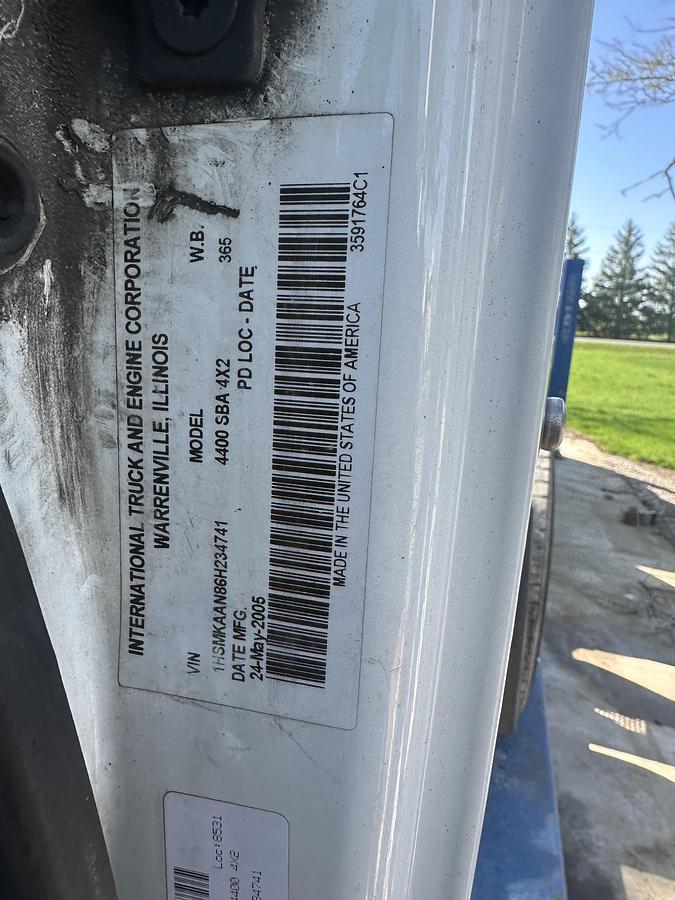 INTERNATIONAL TRUCK AND ENGINE CORPORATION
WARRENVILLE, ILLINOIS
VIN MODEL W.B.
1HSMKAAN86H234741 4400 SBA 4X2 365
DATE MFG. PD LOC - DATE
24-May-2005
MADE IN THE UNITED STATES OF AMERICA
3591764C1
Loc:8531
4400 4X2
34741